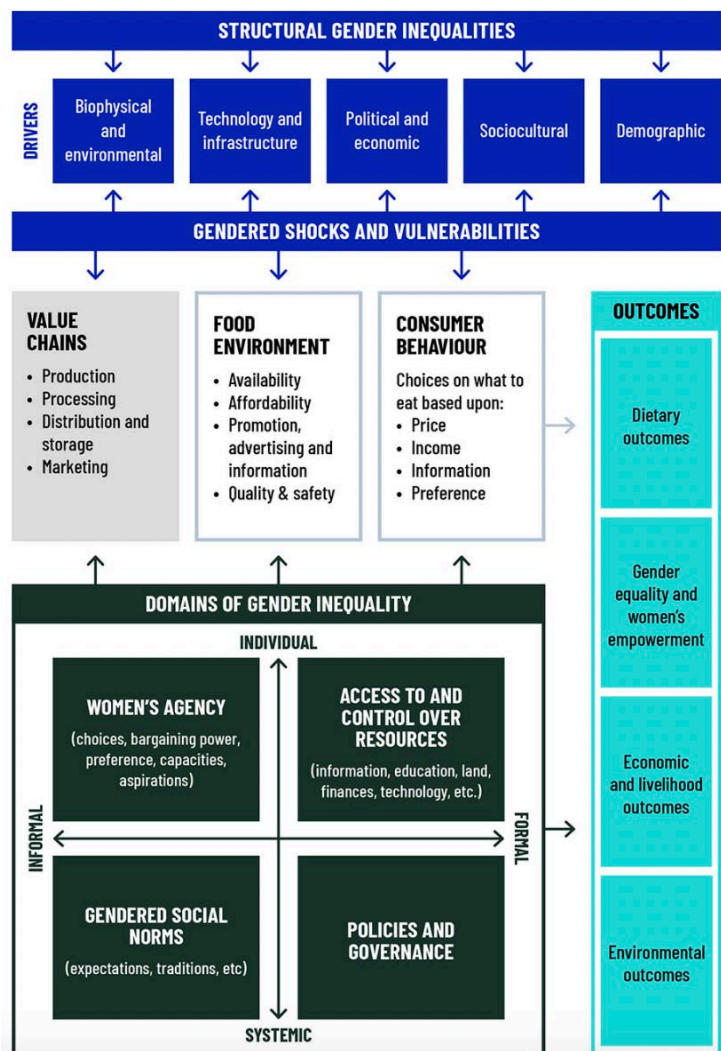 STRUCTURAL GENDER INEQUALITIES
DRIVERS
Biophysical
and
environmental
Technology and
infrastructure
Political and
economic
Sociocultural
Demographic
GENDERED SHOCKS AND VULNERABILITIES
VALUE
CHAINS
• Production
• Processing
• Distribution and
storage
• Marketing
FOOD
ENVIRONMENT
• Availability
• Affordability
• Promotion,
advertising and
information
• Quality & safety
CONSUMER
BEHAVIOUR
Choices on what to
eat based upon:
• Price
• Income
• Information
• Preference
OUTCOMES
Dietary
outcomes
Gender
equality and
women's
empowerment
Economic
and livelihood
outcomes
Environmental
outcomes
DOMAINS OF GENDER INEQUALITY
INDIVIDUAL
WOMEN'S AGENCY
(choices, bargaining power,
preference, capacities,
aspirations)
ACCESS TO AND
CONTROL OVER
RESOURCES
(information, education, land,
finances, technology, etc.)
INFORMAL
FORMAL
GENDERED SOCIAL
NORMS
(expectations, traditions, etc)
POLICIES AND
GOVERNANCE
SYSTEMIC